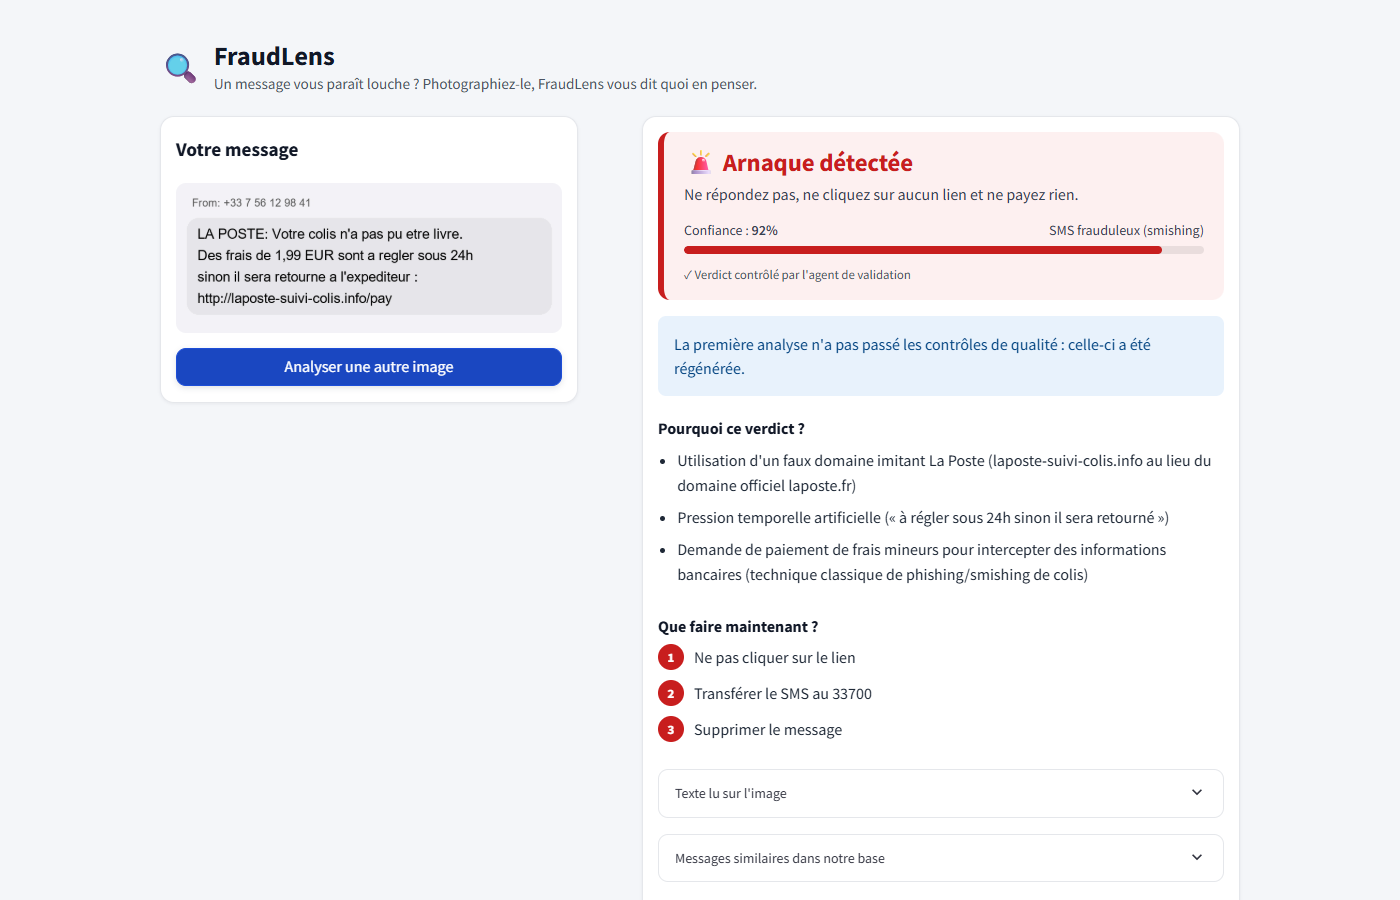 FraudLens
Un message vous paraît louche ? Photographiez-le, FraudLens vous dit quoi en penser.
Votre message
From: +33 7 56 12 98 41
LA POSTE: Votre colis n'a pas pu etre livre.
Des frais de 1,99 EUR sont a regler sous 24h
sinon il sera retourne a l'expediteur :
http://laposte-suivi-colis.info/pay
Analyser une autre image
Arnaque détectée
Ne répondez pas, ne cliquez sur aucun lien et ne payez rien.
Confiance : 92%
SMS frauduleux (smishing)
✓ Verdict contrôlé par l'agent de validation
La première analyse n'a pas passé les contrôles de qualité : celle-ci a été
régénérée.
Pourquoi ce verdict ?
• Utilisation d'un faux domaine imitant La Poste (laposte-suivi-colis.info au lieu du
domaine officiel laposte.fr)
• Pression temporelle artificielle (« à régler sous 24h sinon il sera retourné »)
• Demande de paiement de frais mineurs pour intercepter des informations
bancaires (technique classique de phishing/smishing de colis)
Que faire maintenant ?
1 Ne pas cliquer sur le lien
2 Transférer le SMS au 33700
3 Supprimer le message
Texte lu sur l'image
Messages similaires dans notre base